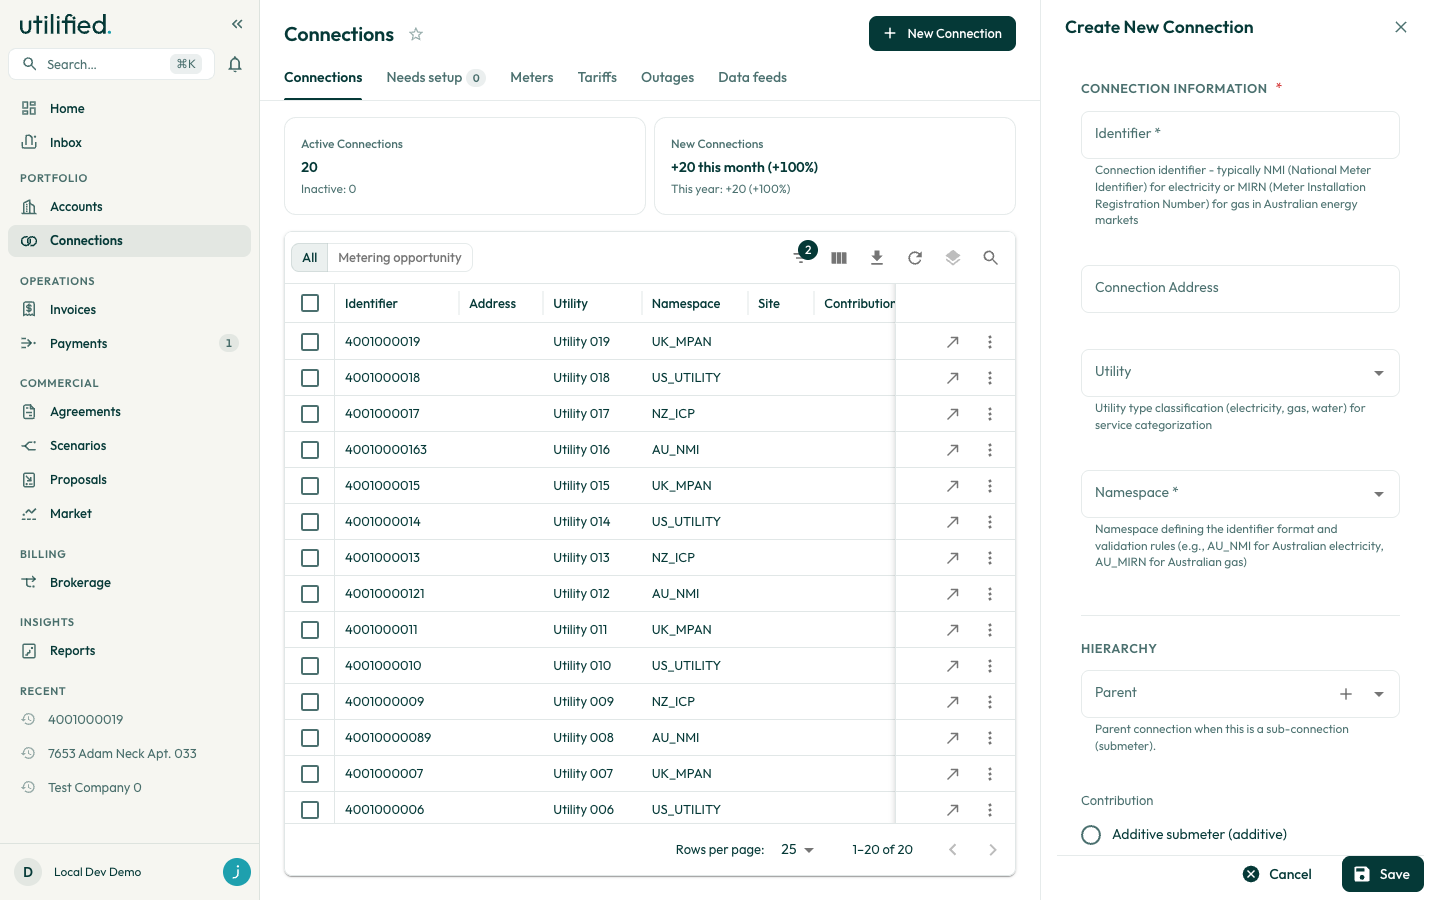 utilified.
Search...
⌘K
Home
Inbox
PORTFOLIO
Accounts
Connections
OPERATIONS
Invoices
Payments
1
COMMERCIAL
Agreements
Scenarios
Proposals
Market
BILLING
Brokerage
INSIGHTS
Reports
RECENT
4001000019
7653 Adam Neck Apt. 033
Test Company 0
D
Local Dev Demo
j
Connections
New Connection
Connections
Needs setup 0
Meters
Tariffs
Outages
Data feeds
Active Connections
20
Inactive: 0
New Connections
+20 this month (+100%)
This year: +20 (+100%)
All
Metering opportunity
2
Identifier Address Utility Namespace Site Contribution
4001000019 Utility 019 UK_MPAN
4001000018 Utility 018 US_UTILITY
4001000017 Utility 017 NZ_ICP
40010000163 Utility 016 AU_NMI
4001000015 Utility 015 UK_MPAN
4001000014 Utility 014 US_UTILITY
4001000013 Utility 013 NZ_ICP
40010000121 Utility 012 AU_NMI
4001000011 Utility 011 UK_MPAN
4001000010 Utility 010 US_UTILITY
4001000009 Utility 009 NZ_ICP
40010000089 Utility 008 AU_NMI
4001000007 Utility 007 UK_MPAN
4001000006 Utility 006 US_UTILITY
Rows per page: 25 1–20 of 20
Create New Connection
CONNECTION INFORMATION *
Identifier *
Connection identifier - typically NMI (National Meter
Identifier) for electricity or MIRN (Meter Installation
Registration Number) for gas in Australian energy
markets
Connection Address
Utility
Utility type classification (electricity, gas, water) for
service categorization
Namespace *
Namespace defining the identifier format and
validation rules (e.g., AU_NMI for Australian electricity,
AU_MIRN for Australian gas)
HIERARCHY
Parent
Parent connection when this is a sub-connection
(submeter).
Contribution
Additive submeter (additive)
Cancel
Save